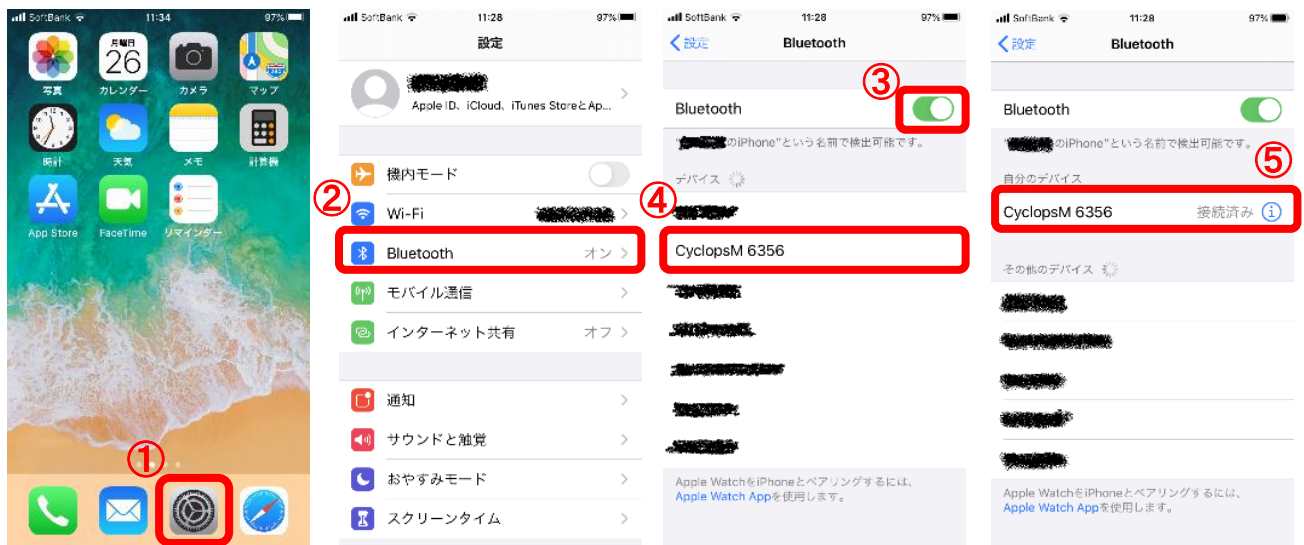 SoftBank 11:34 97%
月曜日
26
写真 カレンダー カメラ マップ
時計 天気 メモ 計算機
App Store FaceTime リマインダー
①
SoftBank 11:28 97%
設定
Apple ID、iCloud、iTunes StoreとAp...
機内モード
②
Wi-Fi
Bluetooth オン
モバイル通信
インターネット共有 オフ
通知
サウンドと触覚
おやすみモード
スクリーンタイム
SoftBank 11:28 97%
設定 Bluetooth
③
Bluetooth
のiPhone"という名前で検出可能です。
デバイス
④
CyclopsM 6356
Apple WatchをiPhoneとペアリングするには、
Apple Watch Appを使用します。
SoftBank 11:28 97%
設定 Bluetooth
Bluetooth
のiPhone"という名前で検出可能です。
⑤
自分のデバイス
CyclopsM 6356 接続済み
その他のデバイス
Apple WatchをiPhoneとペアリングするには、
Apple Watch Appを使用します。